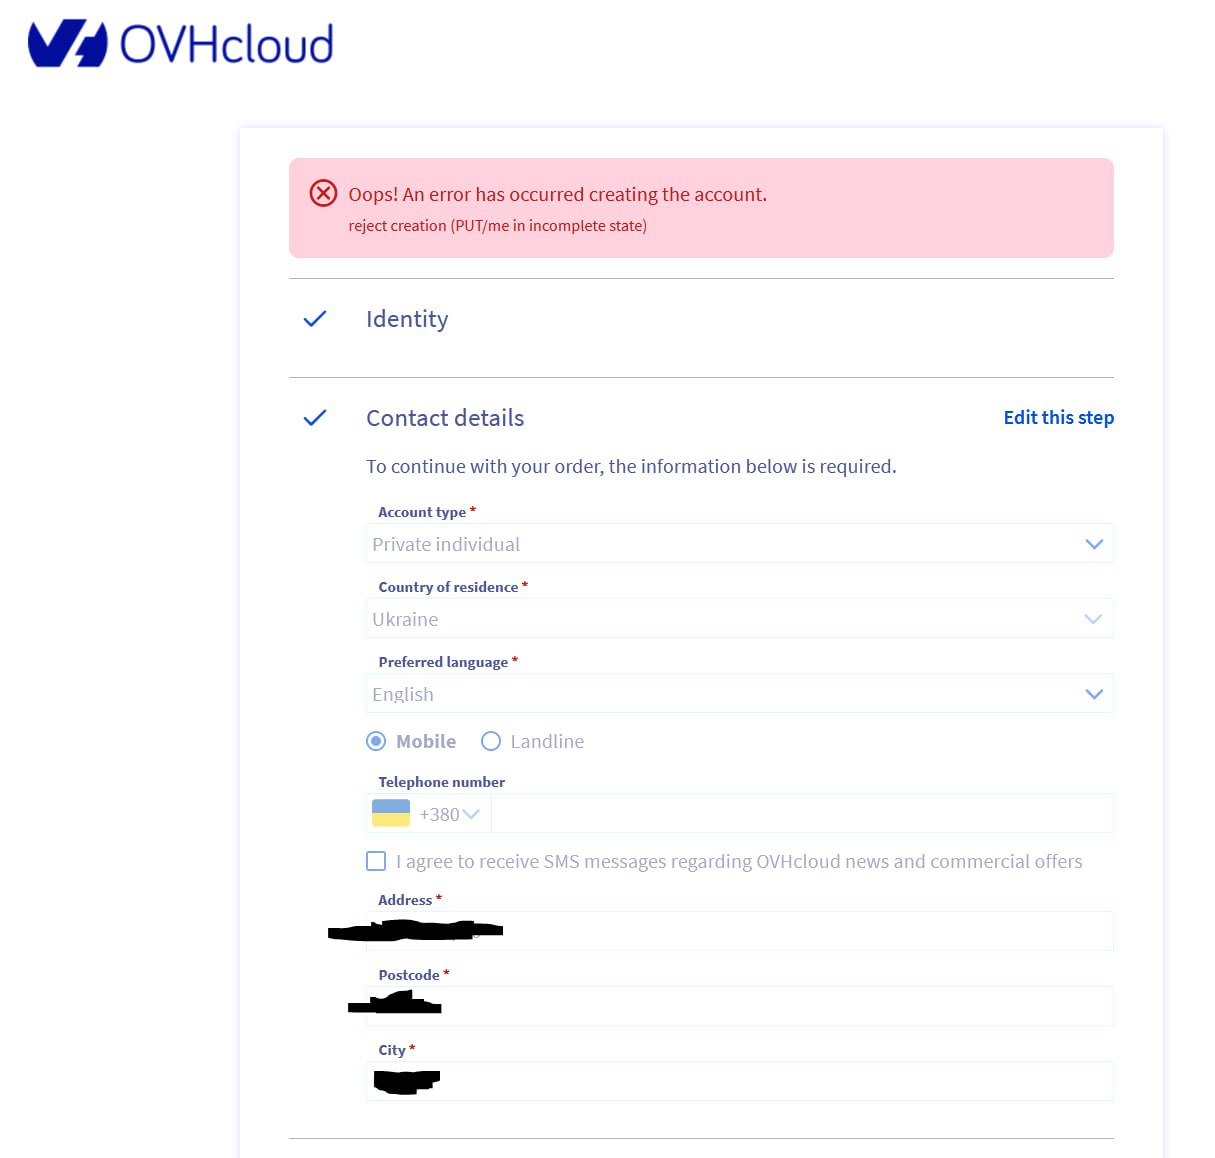 OVHcloud
Oops! An error has occurred creating the account.
reject creation (PUT/me in incomplete state)
Identity
Contact details
Edit this step
To continue with your order, the information below is required.
Account type *
Private individual
Country of residence *
Ukraine
Preferred language *
English
Mobile
Landline
Telephone number
+380
I agree to receive SMS messages regarding OVHcloud news and commercial offers
Address *
Postcode *
City *